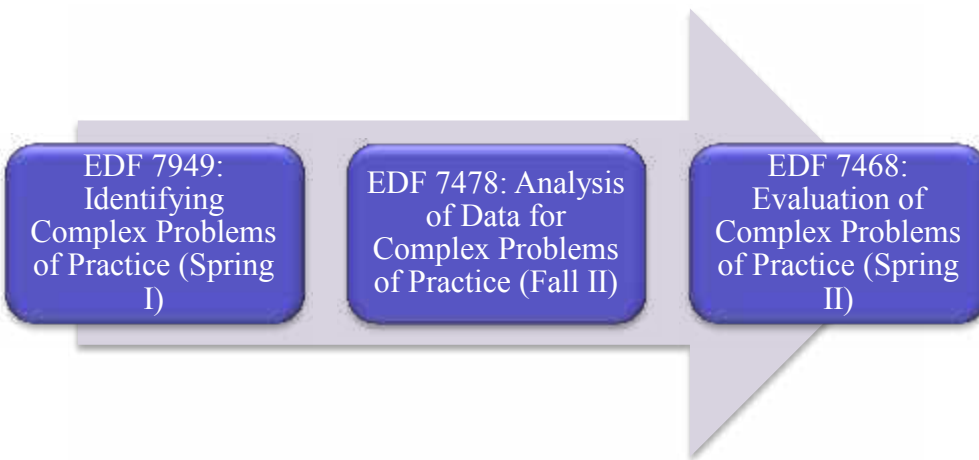 EDF 7949:
Identifying
Complex Problems
of Practice (Spring
I)
EDF 7478: Analysis
of Data for
Complex Problems
of Practice (Fall II)
EDF 7468:
Evaluation of
Complex Problems
of Practice (Spring
II)